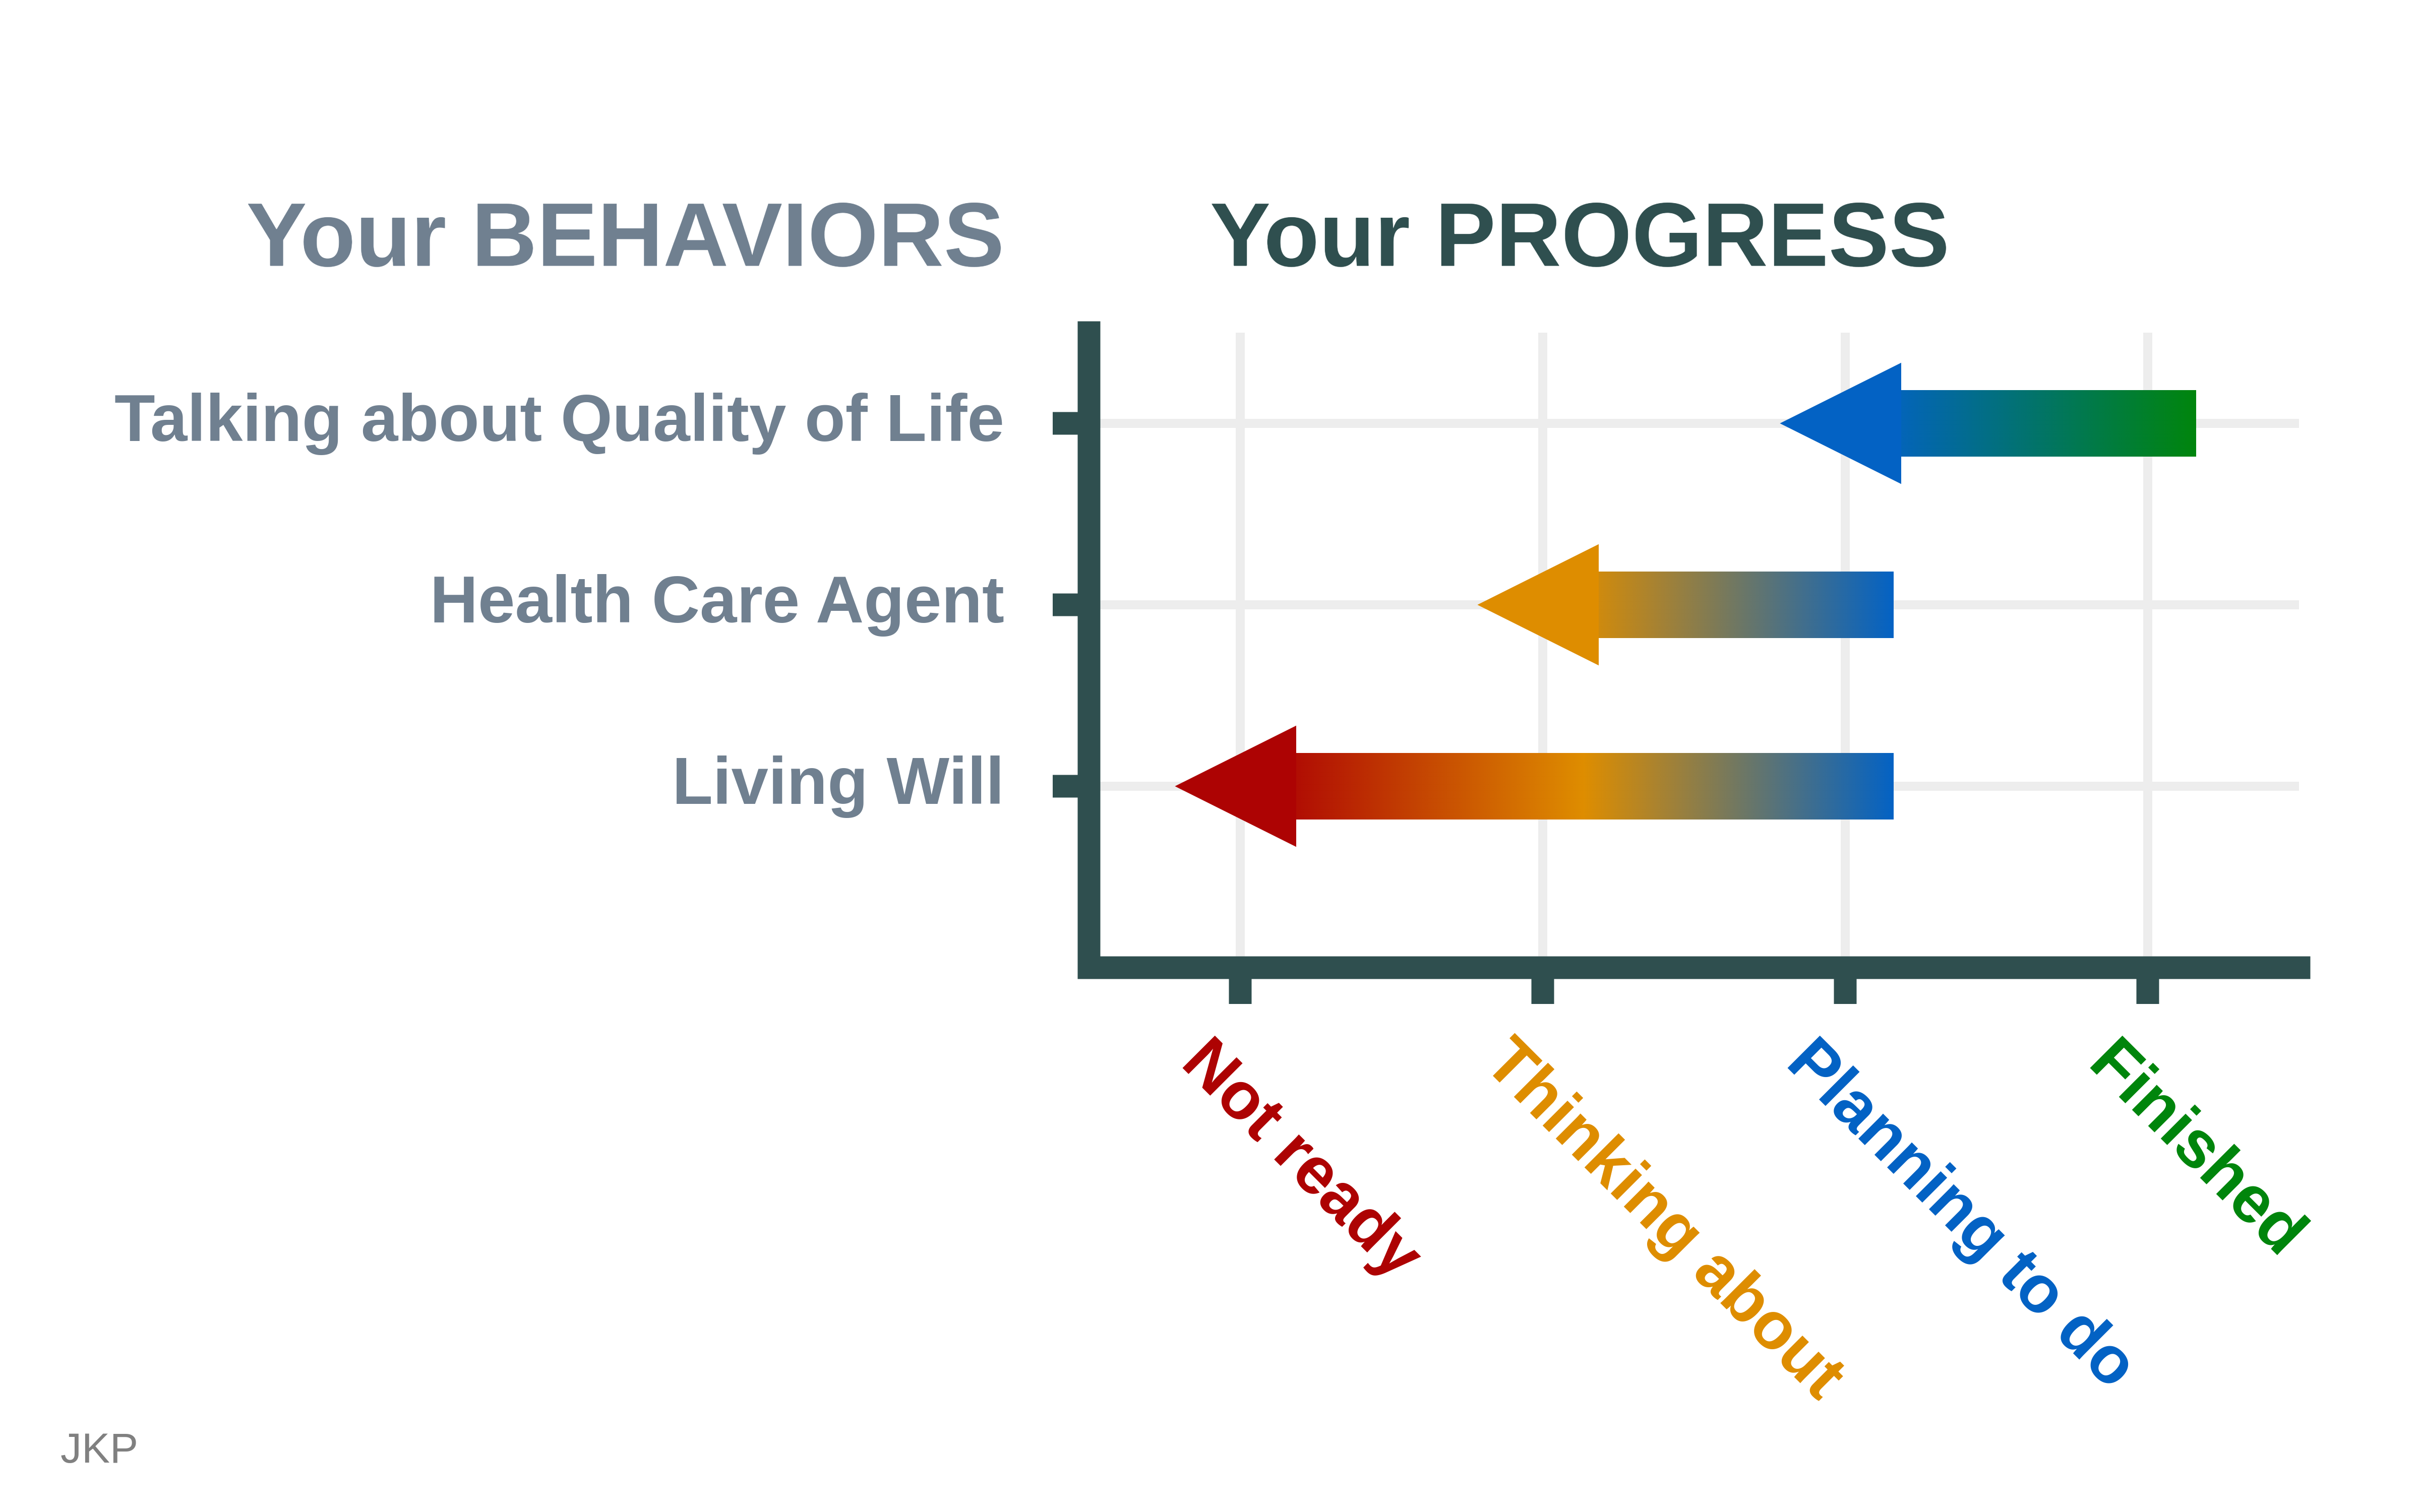 Your BEHAVIORS
Your PROGRESS
Talking about Quality of Life
Health Care Agent
Living Will
Not ready
Thinking about
Planning to do
Finished
JKP